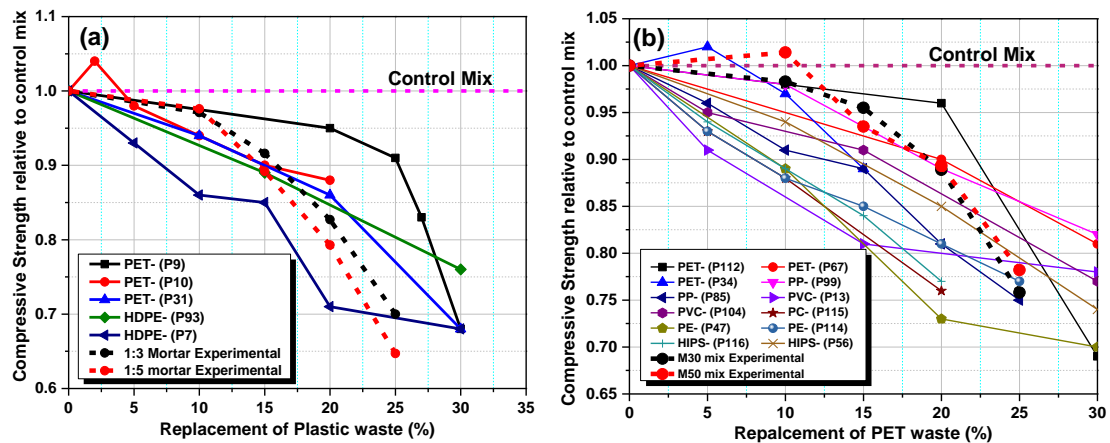 (a)
Control Mix
Compressive Strength relative to control mix
1.1
1.0
0.9
0.8
0.7
0.6
PET- (P9)
PET- (P10)
PET- (P31)
HDPE- (P93)
HDPE- (P7)
1:3 Mortar Experimental
1:5 mortar Experimental
0 5 10 15 20 25 30 35
Replacement of Plastic waste (%)
(b)
Control Mix
Compressive Strength relative to control mix
1.05
1.00
0.95
0.90
0.85
0.80
0.75
0.70
0.65
PET- (P112) PET- (P67)
PET- (P34) PP- (P99)
PP- (P85) PVC- (P13)
PVC- (P104) PC- (P115)
PE- (P47) PE- (P114)
HIPS- (P116) HIPS- (P56)
M30 mix Experimental
M50 mix Experimental
0 5 10 15 20 25 30
Repalcement of PET waste (%)